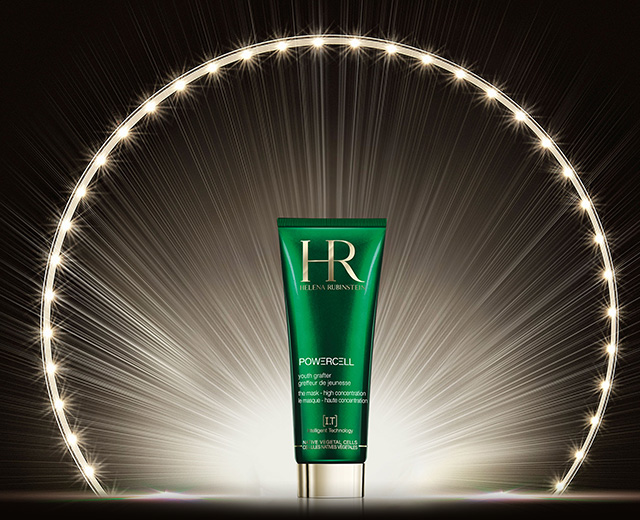 HR
HELENA RUBINSTEIN
POWERCELL
youth grafter
greffeur de jeunesse
the mask - high concentration
le masque - haute concentration
[I.T]
Intelligent Technology
NATIVE VEGETAL CELLS
CELLULES NATIVES VÉGÉTALES